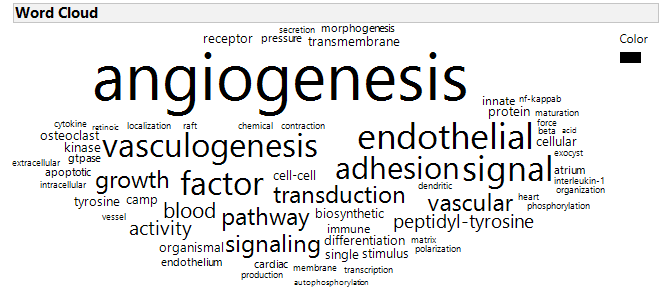 Word Cloud
secretion morphogenesis
receptor pressure transmembrane
Color
angiogenesis
innate nf-kappab
protein maturation
cytokine retinoic localization raft chemical contraction
force
osteoclast vasculogenesis endothelial beta acid
kinase cellular
gtpase exocyst
extracellular adhesion signal atrium
apoptotic growth factor cell-cell interleukin-1
intracellular dendritic organization
tyrosine camp transduction vascular heart
blood phosphorylation
vessel pathway biosynthetic peptidyl-tyrosine
activity immune
organismal signaling differentiation matrix
single stimulus polarization
endothelium cardiac membrane transcription
production
autophosphorylation